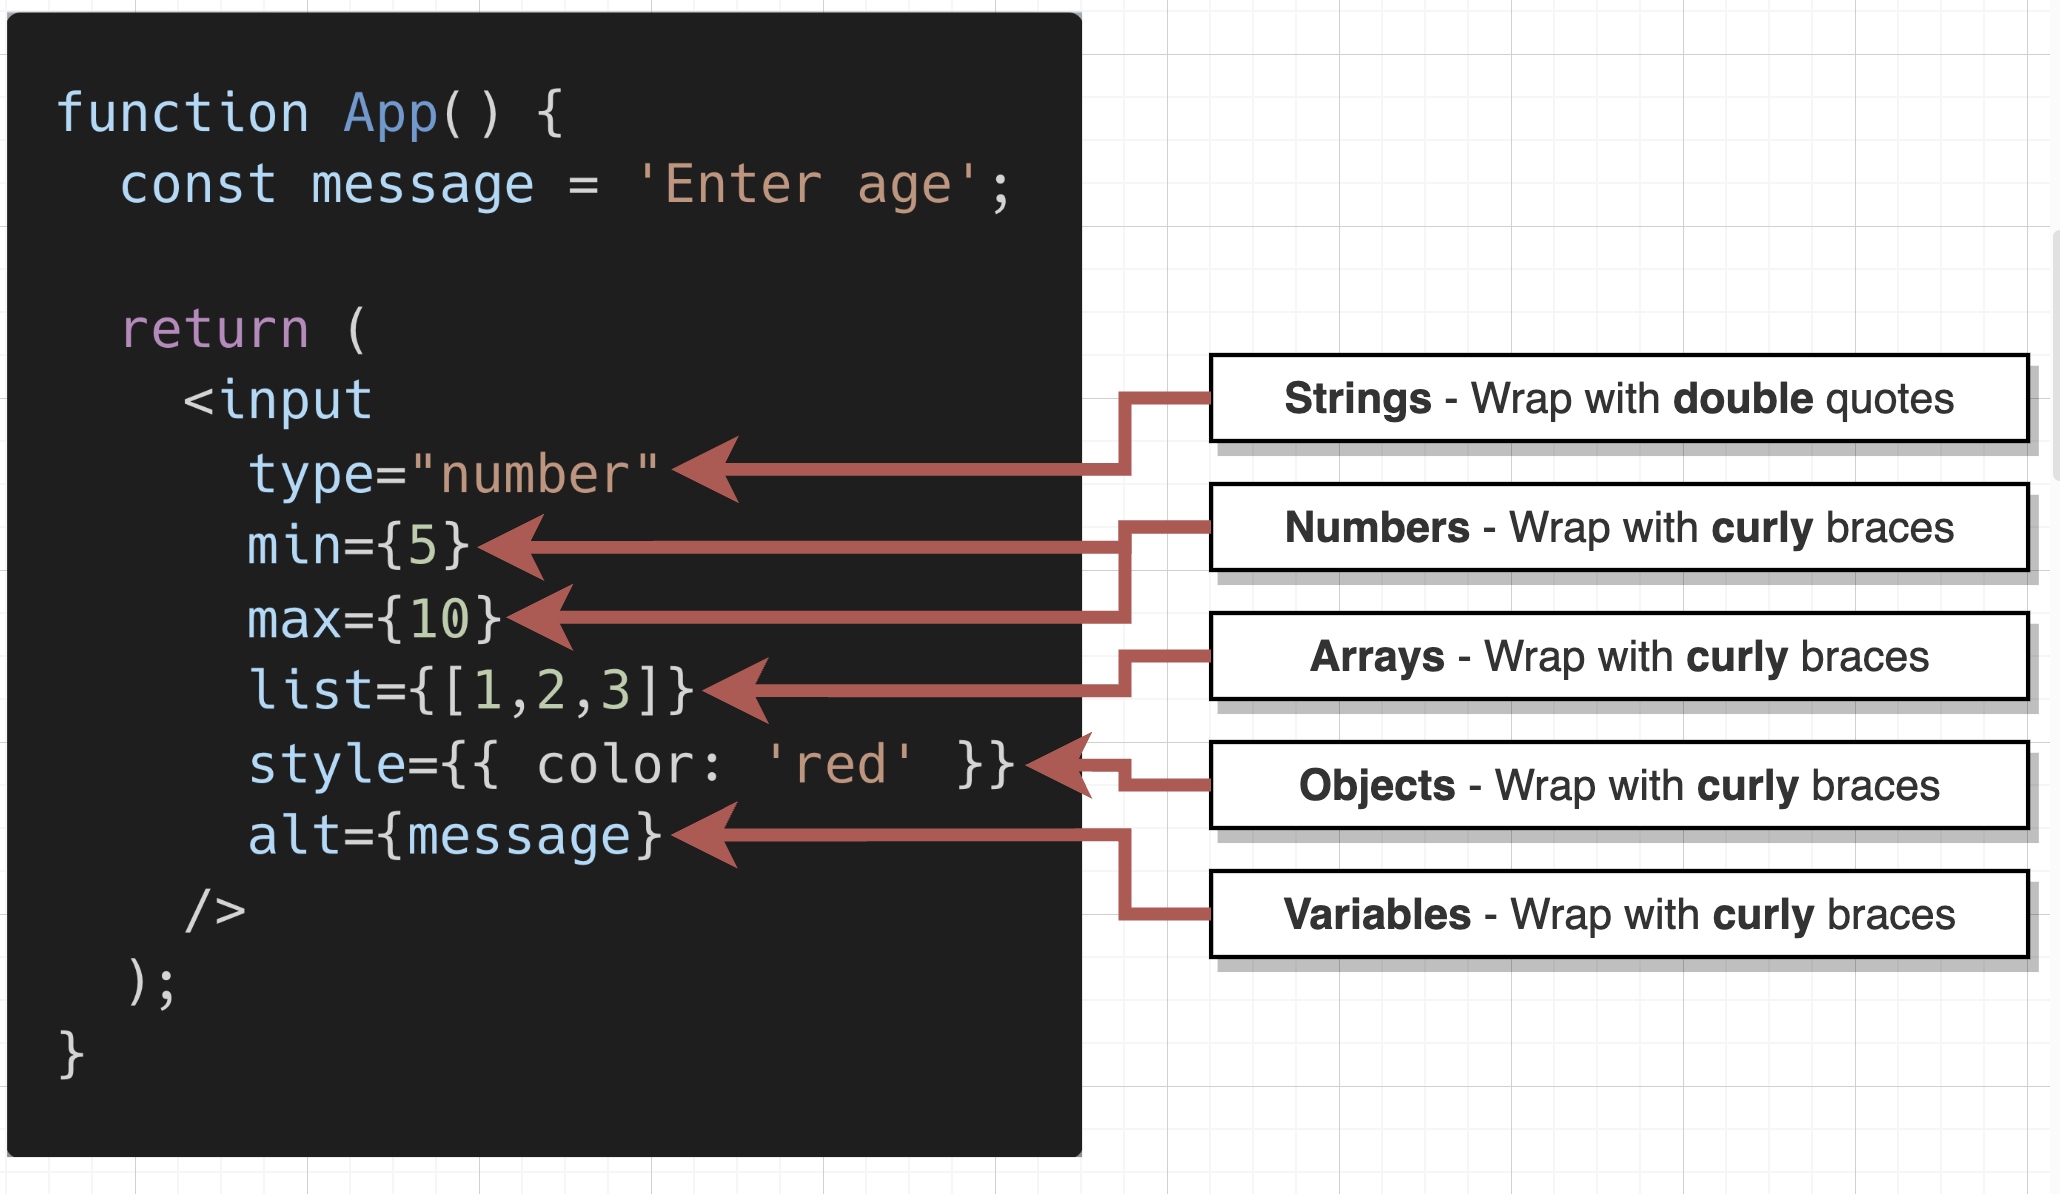 function App() {
const message = 'Enter age';
return (
<input
type="number"
min={5}
max={10}
list={[1,2,3]}
style={{ color: 'red' }}
alt={message}
/>
);
}
Strings - Wrap with double quotes
Numbers - Wrap with curly braces
Arrays - Wrap with curly braces
Objects - Wrap with curly braces
Variables - Wrap with curly braces